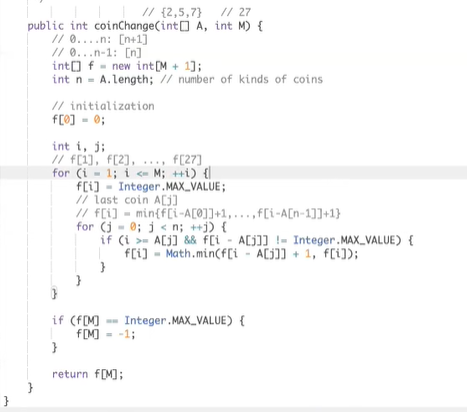 // {2,5,7} // 27
public int coinChange(int[] A, int M) {
// 0....n: [n+1]
// 0...n-1: [n]
int[] f = new int[M + 1];
int n = A.length; // number of kinds of coins
// initialization
f[0] = 0;
int i, j;
// f[1], f[2], ..., f[27]
for (i = 1; i <= M; ++i) {
f[i] = Integer.MAX_VALUE;
// last coin A[j]
// f[i] = min{f[i-A[0]]+1,...,f[i-A[n-1]]+1}
for (j = 0; j < n; ++j) {
if (i >= A[j] && f[i - A[j]] != Integer.MAX_VALUE) {
f[i] = Math.min(f[i - A[j]] + 1, f[i]);
}
}
}
if (f[M] == Integer.MAX_VALUE) {
f[M] = -1;
}
return f[M];
}
}